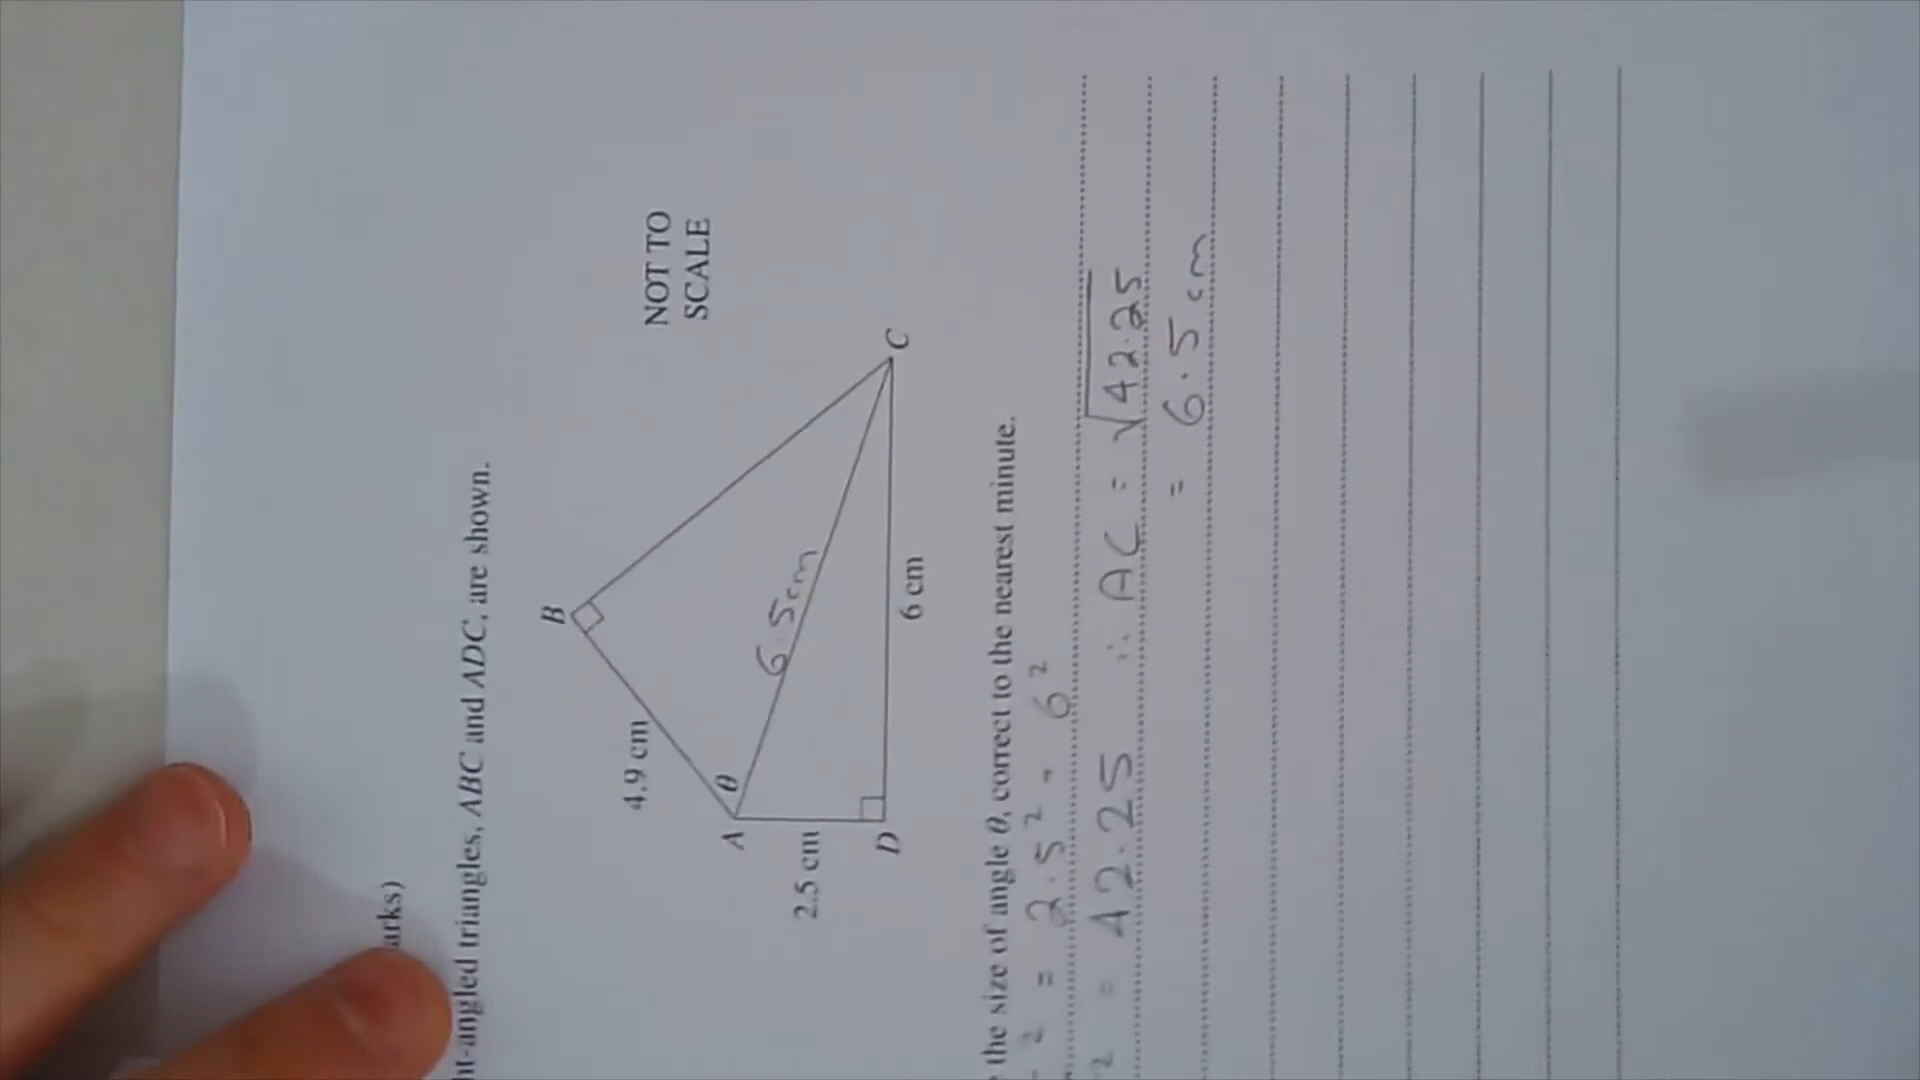 arks)
ht-angled triangles, ABC and ADC, are shown.
B
NOT TO
SCALE
4.9 cm
θ
A
6.5cm
C
2.5 cm
D
6 cm
the size of angle θ, correct to the nearest minute.
² = 2.5² - 6²
² = 42.25 ∴ AC = √42.25
= 6.5 cm